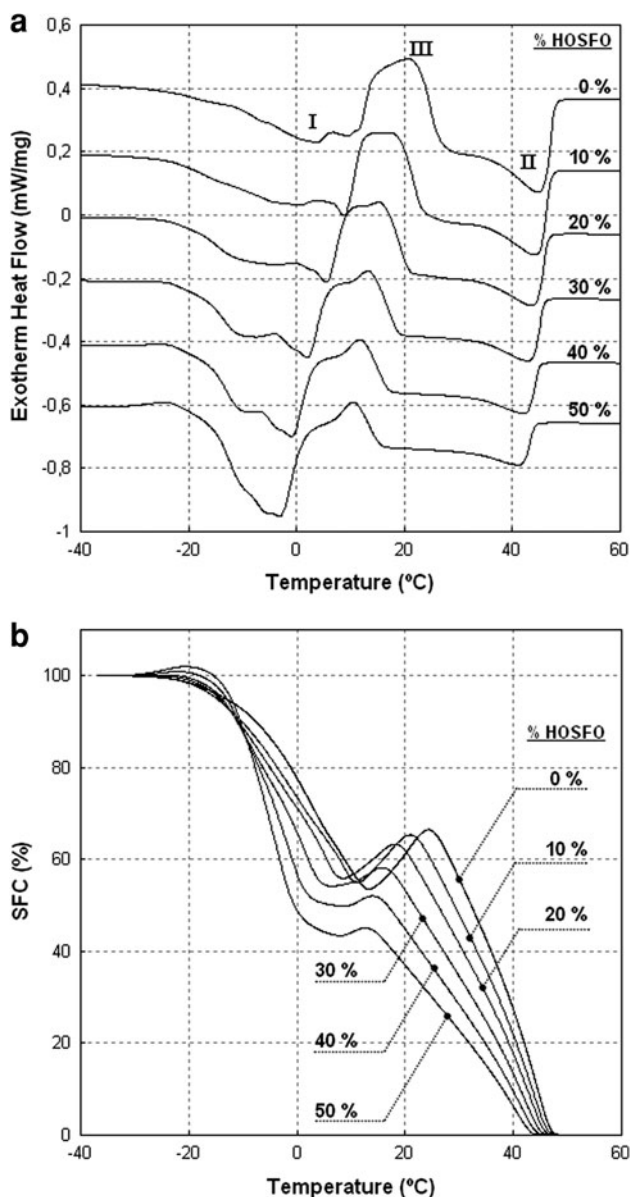 a
0,6
0,4
0,2
0
-0,2
-0,4
-0,6
-0,8
-1
Exotherm Heat Flow (mW/mg)
I
III
II
% HOSFO
0 %
10 %
20 %
30 %
40 %
50 %
-40 -20 0 20 40 60
Temperature (ºC)
b
100
80
60
40
20
0
SFC (%)
% HOSFO
0 %
10 %
20 %
30 %
40 %
50 %
-40 -20 0 20 40 60
Temperature (ºC)